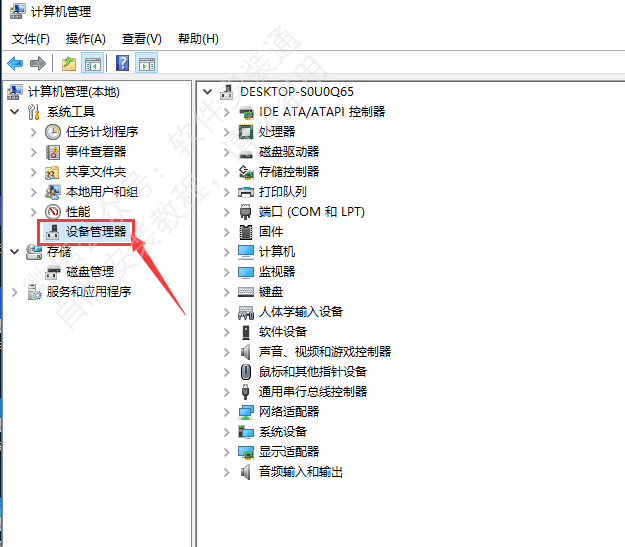 计算机管理
文件(F) 操作(A) 查看(V) 帮助(H)
计算机管理(本地)
系统工具
任务计划程序
事件查看器
共享文件夹
本地用户和组
性能
设备管理器
存储
磁盘管理
服务和应用程序
DESKTOP-S0U0Q65
IDE ATA/ATAPI 控制器
处理器
磁盘驱动器
存储控制器
打印队列
端口 (COM 和 LPT)
固件
计算机
监视器
键盘
人体学输入设备
软件设备
声音、视频和游戏控制器
鼠标和其他指针设备
通用串行总线控制器
网络适配器
系统设备
显示适配器
音频输入和输出